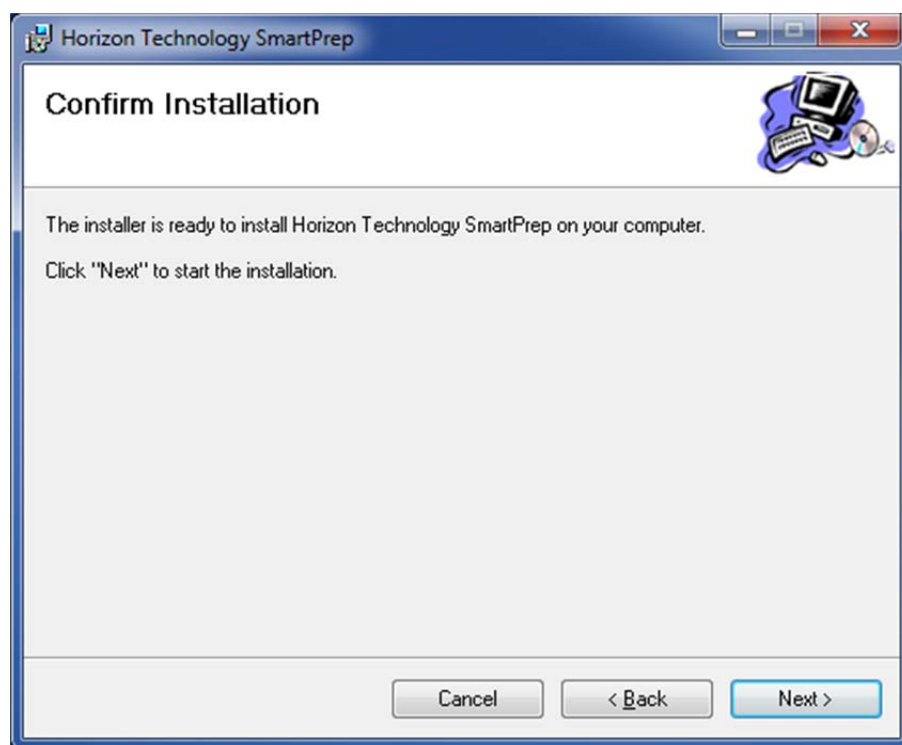 Horizon Technology SmartPrep
Confirm Installation
The installer is ready to install Horizon Technology SmartPrep on your computer.
Click "Next" to start the installation.
Cancel
< Back
Next >